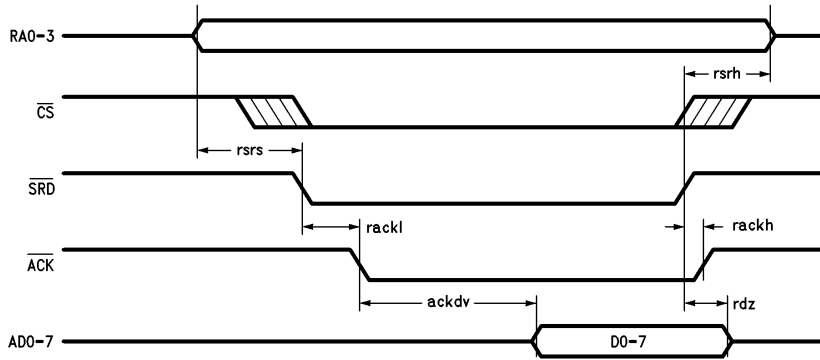 RA0-3
rsrh
CS
rsrs
SRD
rackl
rackh
ACK
ackdv
rdz
AD0-7
D0-7